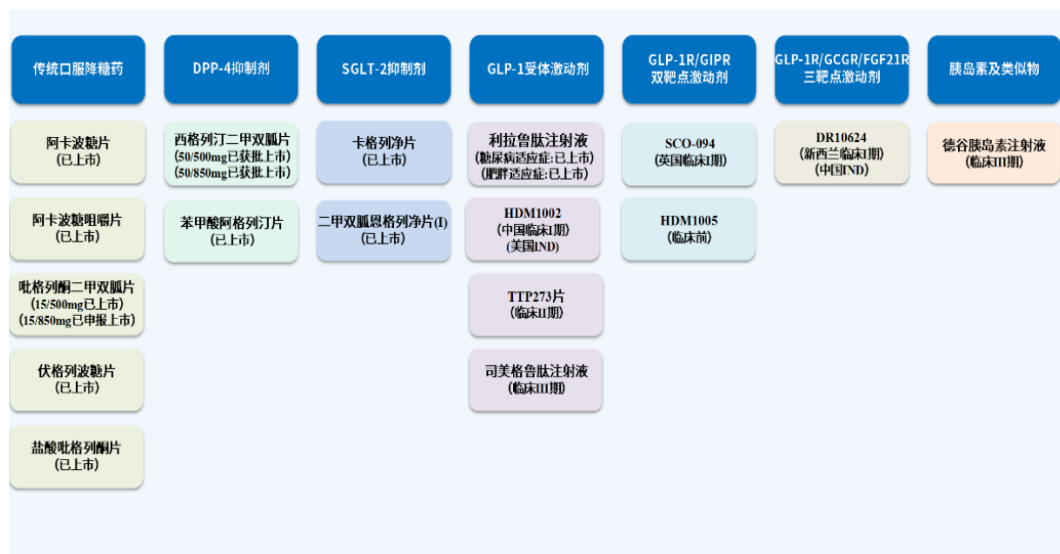 传统口服降糖药
DPP-4抑制剂
SGLT-2抑制剂
GLP-1受体激动剂
GLP-1R/GIPR
双靶点激动剂
GLP-1R/GCGR/FGF21R
三靶点激动剂
胰岛素及类似物
阿卡波糖片
(已上市)
西格列汀二甲双胍片
(50/500mg已获批上市)
(50/850mg已获批上市)
卡格列净片
(已上市)
利拉鲁肽注射液
(糖尿病适应症:已上市)
(肥胖适应症:已上市)
SCO-094
(英国临床I期)
DR10624
(新西兰临床I期)
(中国IND)
德谷胰岛素注射液
(临床III期)
阿卡波糖咀嚼片
(已上市)
苯甲酸阿格列汀片
(已上市)
二甲双胍恩格列净片(I)
(已上市)
HDM1002
(中国临床I期)
(美国IND)
HDM1005
(临床前)
吡格列酮二甲双胍片
(15/500mg已上市)
(15/850mg已申报上市)
TTP273片
(临床II期)
伏格列波糖片
(已上市)
司美格鲁肽注射液
(临床III期)
盐酸吡格列酮片
(已上市)